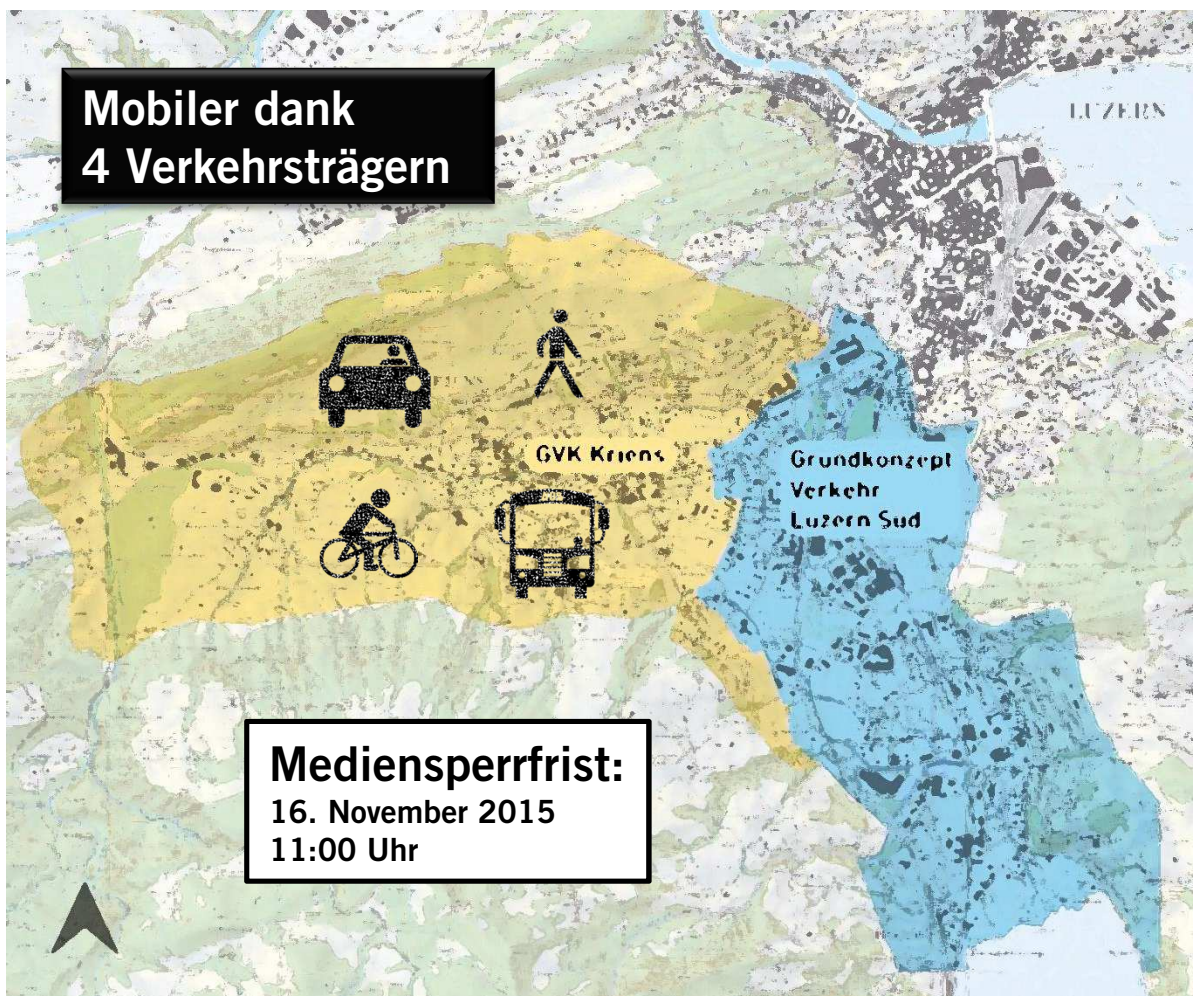 Mobiler dank
4 Verkehrsträgern
LUZERN
GVK Kriens
Grundkonzept
Verkehr
Luzern Süd
Mediensperrfrist:
16. November 2015
11:00 Uhr